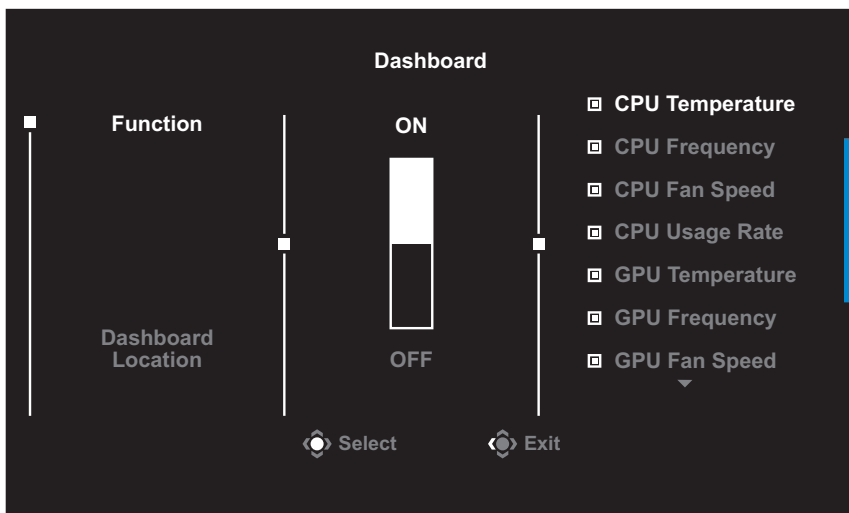 Dashboard
Function
Dashboard
Location
ON
OFF
CPU Temperature
CPU Frequency
CPU Fan Speed
CPU Usage Rate
GPU Temperature
GPU Frequency
GPU Fan Speed
Select
Exit